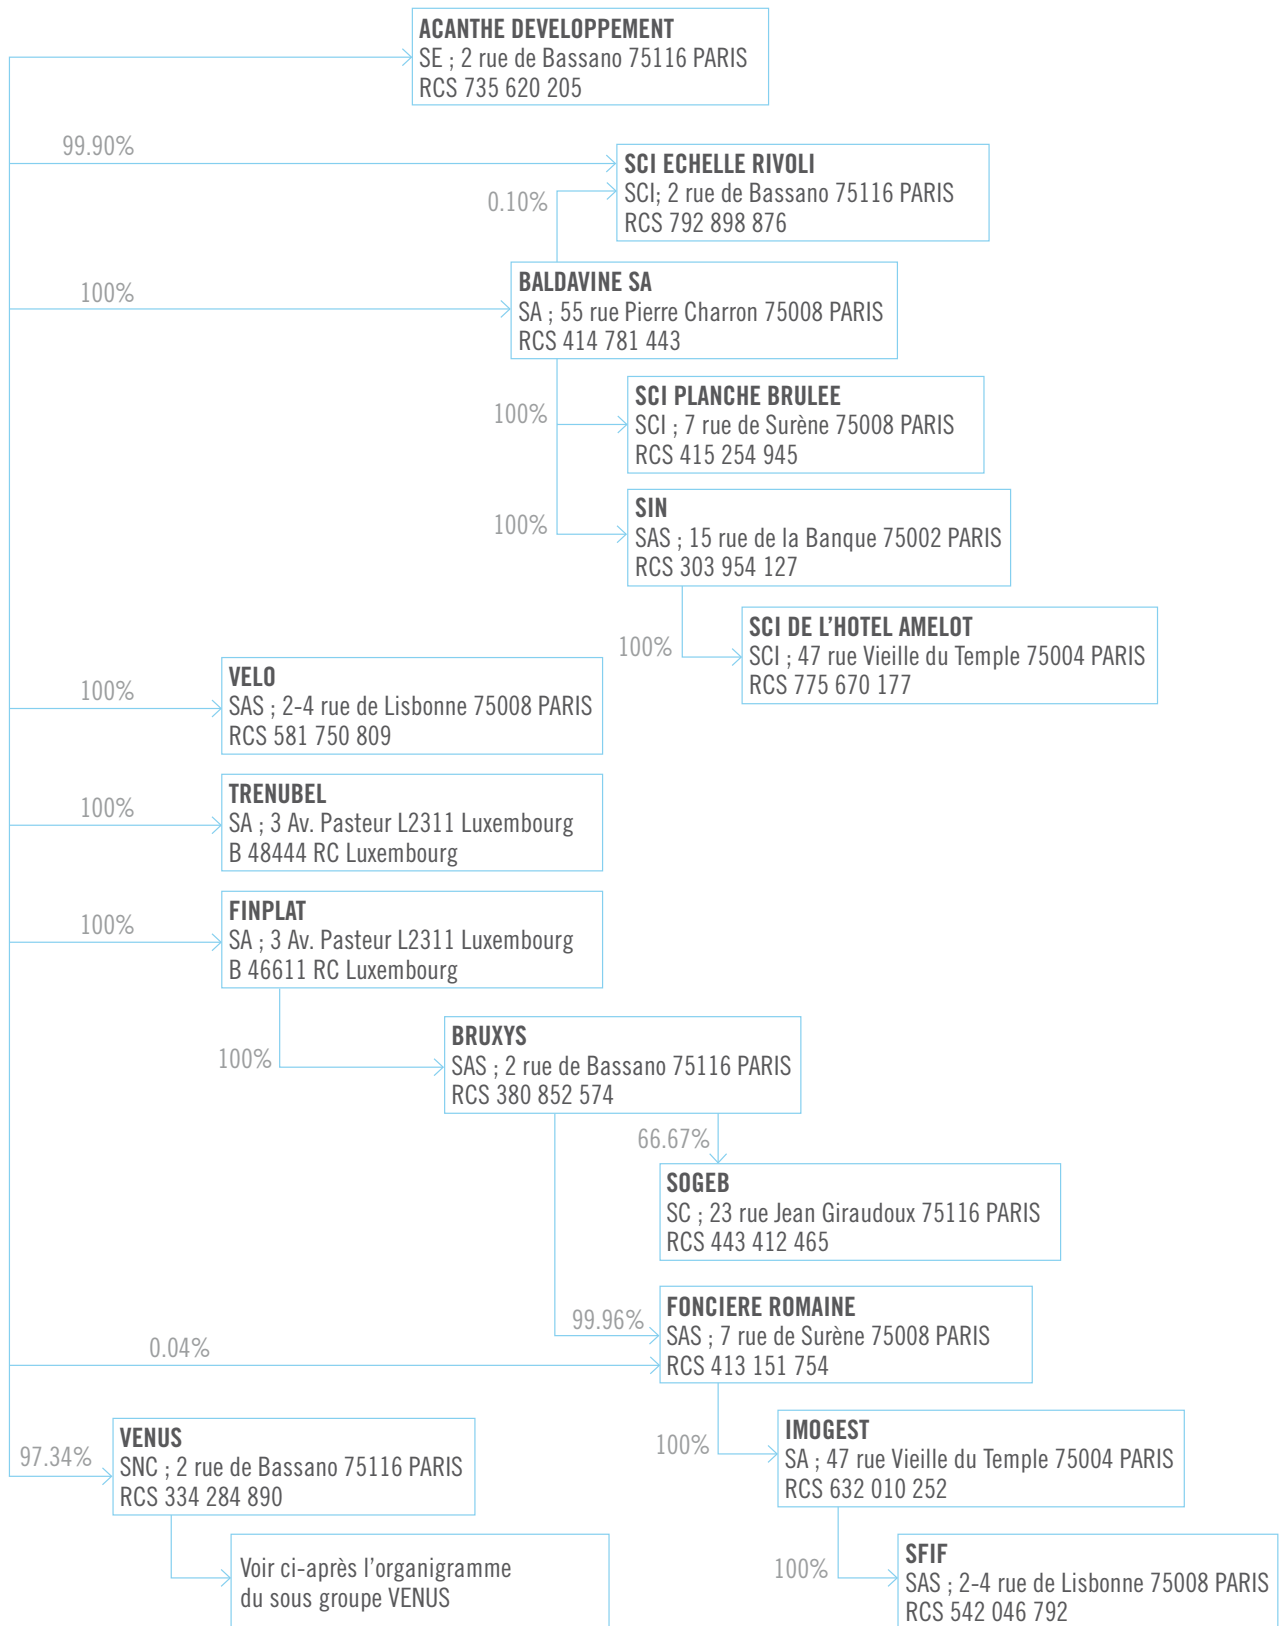 ACANTHE DEVELOPPEMENT
SE ; 2 rue de Bassano 75116 PARIS
RCS 735 620 205
99.90%
SCI ECHELLE RIVOLI
SCI; 2 rue de Bassano 75116 PARIS
RCS 792 898 876
0.10%
100%
BALDAVINE SA
SA ; 55 rue Pierre Charron 75008 PARIS
RCS 414 781 443
100%
SCI PLANCHE BRULEE
SCI ; 7 rue de Surène 75008 PARIS
RCS 415 254 945
100%
SIN
SAS ; 15 rue de la Banque 75002 PARIS
RCS 303 954 127
100%
SCI DE L’HOTEL AMELOT
SCI ; 47 rue Vieille du Temple 75004 PARIS
RCS 775 670 177
100%
VELO
SAS ; 2-4 rue de Lisbonne 75008 PARIS
RCS 581 750 809
100%
TRENUBEL
SA ; 3 Av. Pasteur L2311 Luxembourg
B 48444 RC Luxembourg
100%
FINPLAT
SA ; 3 Av. Pasteur L2311 Luxembourg
B 46611 RC Luxembourg
100%
BRUXYS
SAS ; 2 rue de Bassano 75116 PARIS
RCS 380 852 574
66.67%
SOGEB
SC ; 23 rue Jean Giraudoux 75116 PARIS
RCS 443 412 465
99.96%
0.04%
FONCIERE ROMAINE
SAS ; 7 rue de Surène 75008 PARIS
RCS 413 151 754
100%
IMOGEST
SA ; 47 rue Vieille du Temple 75004 PARIS
RCS 632 010 252
100%
SFIF
SAS ; 2-4 rue de Lisbonne 75008 PARIS
RCS 542 046 792
97.34%
VENUS
SNC ; 2 rue de Bassano 75116 PARIS
RCS 334 284 890
Voir ci-après l’organigramme
du sous groupe VENUS